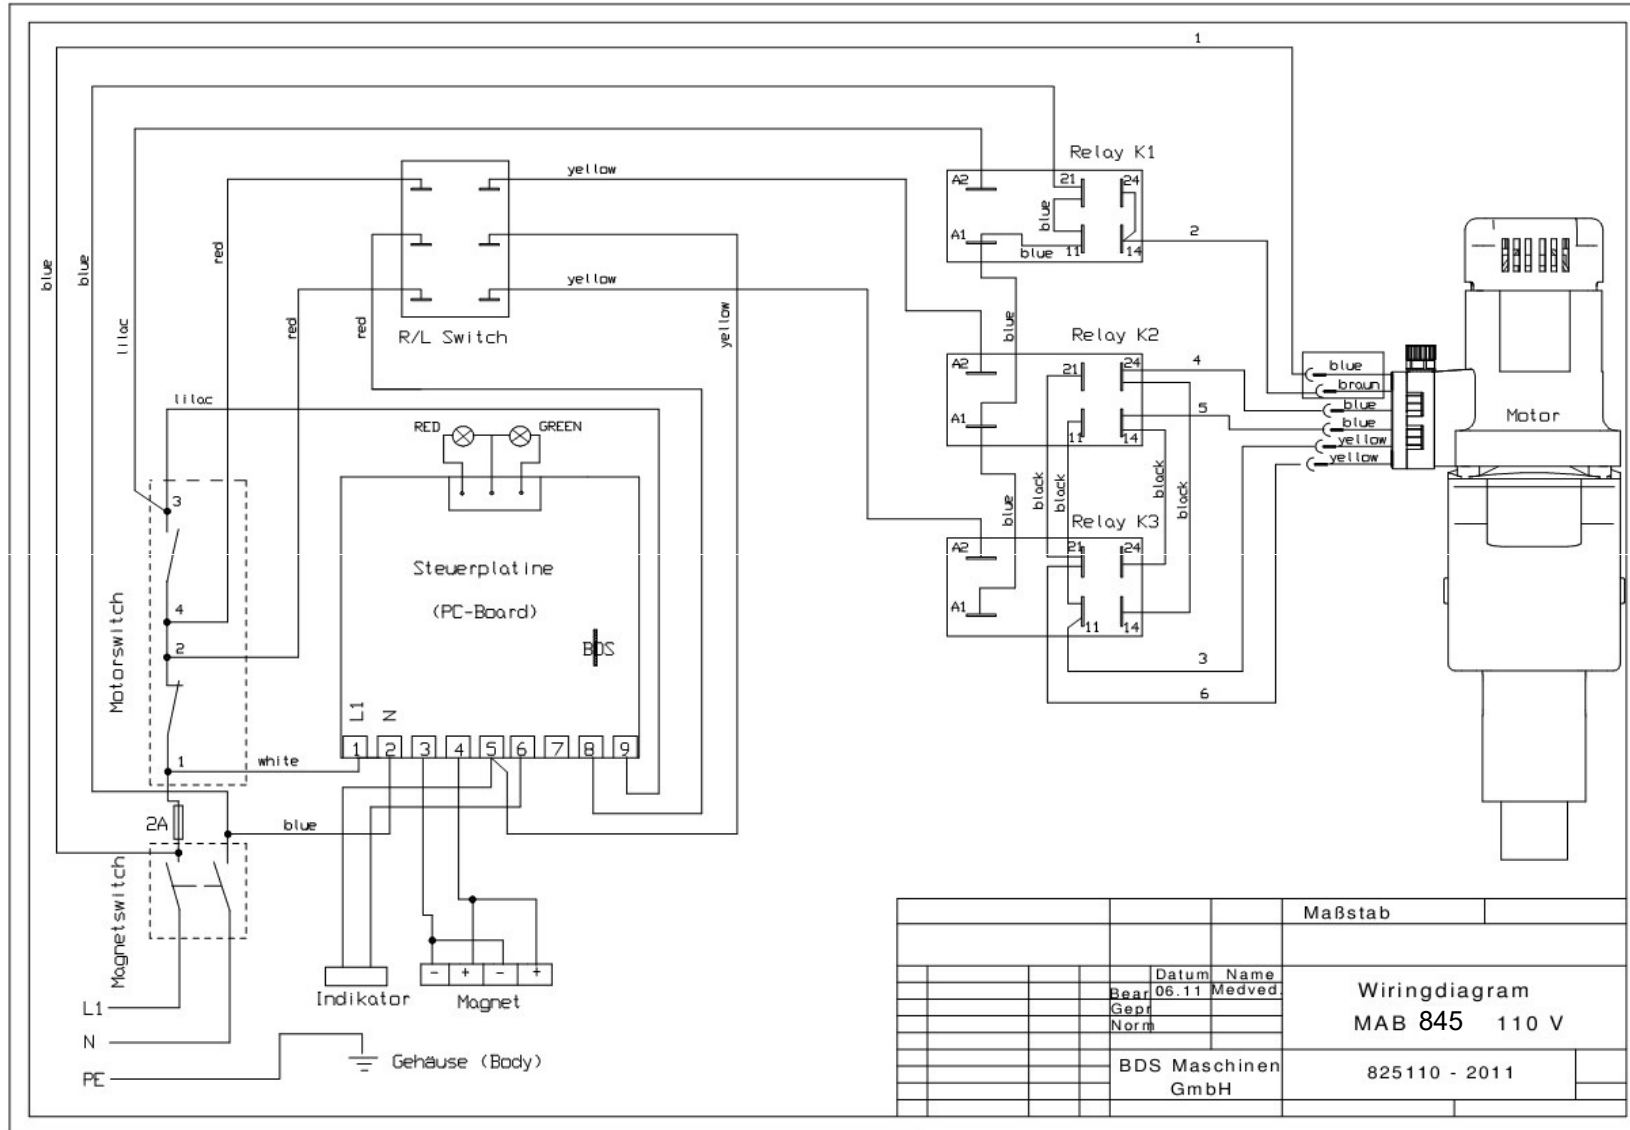 1
Relay K1
A2
21
24
yellow
blue
A1
11
blue
14
2
red
R/L Switch
yellow
yellow
red
red
lilac
blue
blue
blue
Relay K2
A2
21
24
4
A1
11
14
5
blue
braun
blue
blue
yellow
yellow
Motor
lilac
RED
GREEN
blue
black
black
black
black
Relay K3
A2
21
24
A1
11
14
3
6
3
4
2
1
Motorswitch
Steuerplatine
(PC-Board)
BDS
L1
N
1 2 3 4 5 6 7 8 9
white
2A
blue
Magnetswitch
L1
N
PE
Indikator
- + - +
Magnet
Gehäuse (Body)
Maßstab
Datum Name
Bear 06.11 Medved.
Gepr
Norm
Wiringdiagram
MAB 845 110 V
BDS Maschinen
GmbH
825110 - 2011